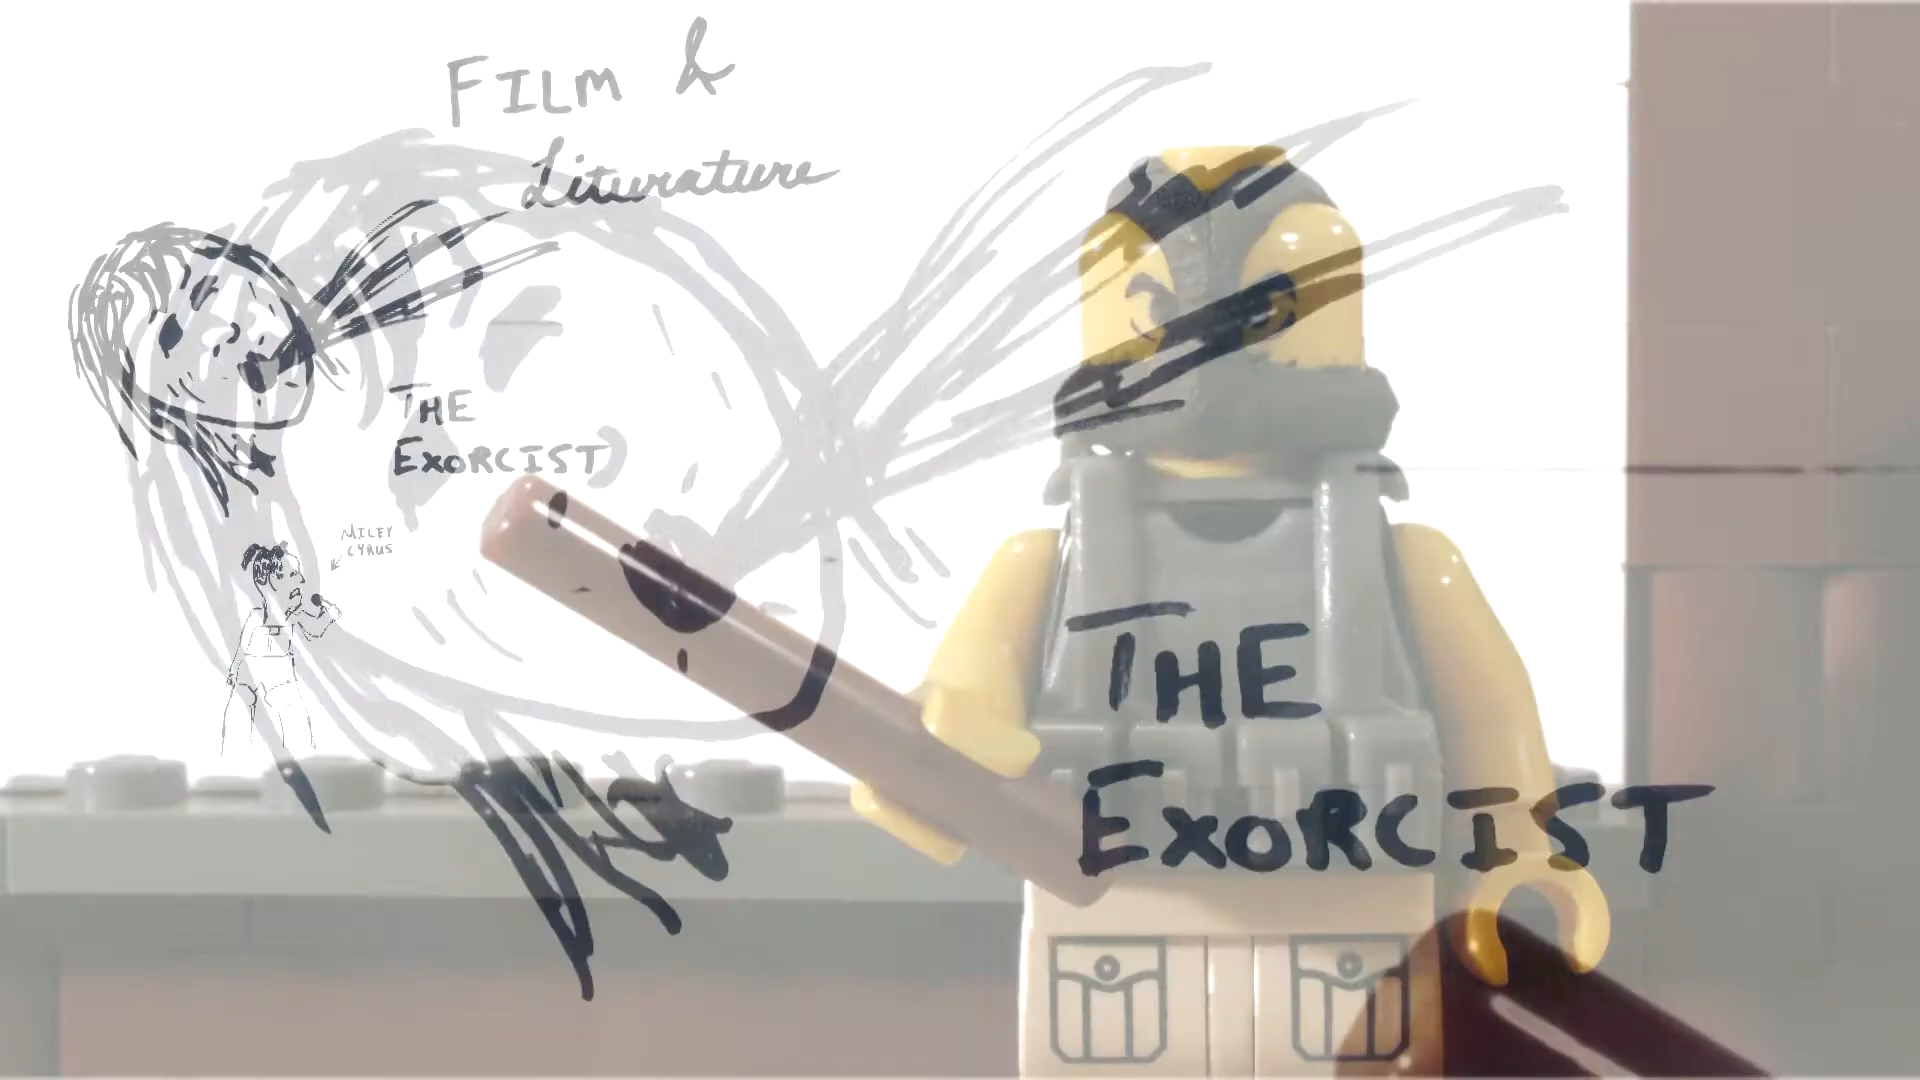 FILM &
Literature
THE
EXORCIST
MILEY
CYRUS
THE
EXORCIST